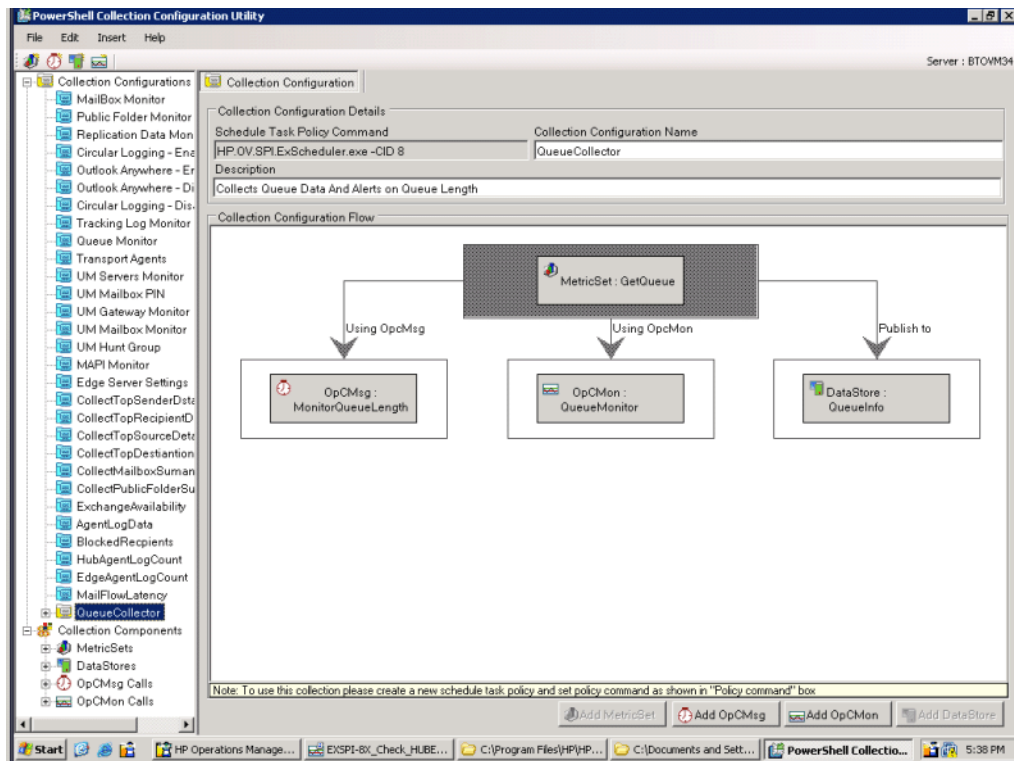 PowerShell Collection Configuration Utility
File Edit Insert Help
Server : BTOVM34
Collection Configurations
MailBox Monitor
Public Folder Monitor
Replication Data Mon
Circular Logging - Ena
Outlook Anywhere - Er
Outlook Anywhere - Di
Circular Logging - Dis
Tracking Log Monitor
Queue Monitor
Transport Agents
UM Servers Monitor
UM Mailbox PIN
UM Gateway Monitor
UM Mailbox Monitor
UM Hunt Group
MAPI Monitor
Edge Server Settings
CollectTopSenderDsta
CollectTopRecipientD
CollectTopSourceDeta
CollectTopDestiantion
CollectMailboxSuman
CollectPublicFolderSu
ExchangeAvailability
AgentLogData
BlockedRecpients
HubAgentLogCount
EdgeAgentLogCount
MailFlowLatency
QueueCollector
Collection Components
MetricSets
DataStores
OpCMsg Calls
OpCMon Calls
Collection Configuration
Collection Configuration Details
Schedule Task Policy Command Collection Configuration Name
HP.OV.SPI.ExScheduler.exe -CID 8 QueueCollector
Description
Collects Queue Data And Alerts on Queue Length
Collection Configuration Flow
MetricSet : GetQueue
Using OpcMsg Using OpcMon Publish to
OpCMsg :
MonitorQueueLength
OpCMon :
QueueMonitor
DataStore :
QueueInfo
Note: To use this collection please create a new schedule task policy and set policy command as shown in "Policy command" box
Add MetricSet Add OpCMsg Add OpCMon Add DataStore
Start HP Operations Manage... EXSPI-8X_Check_HUBE... C:\Program Files\HP\HP... C:\Documents and Sett... PowerShell Collectio... 5:38 PM